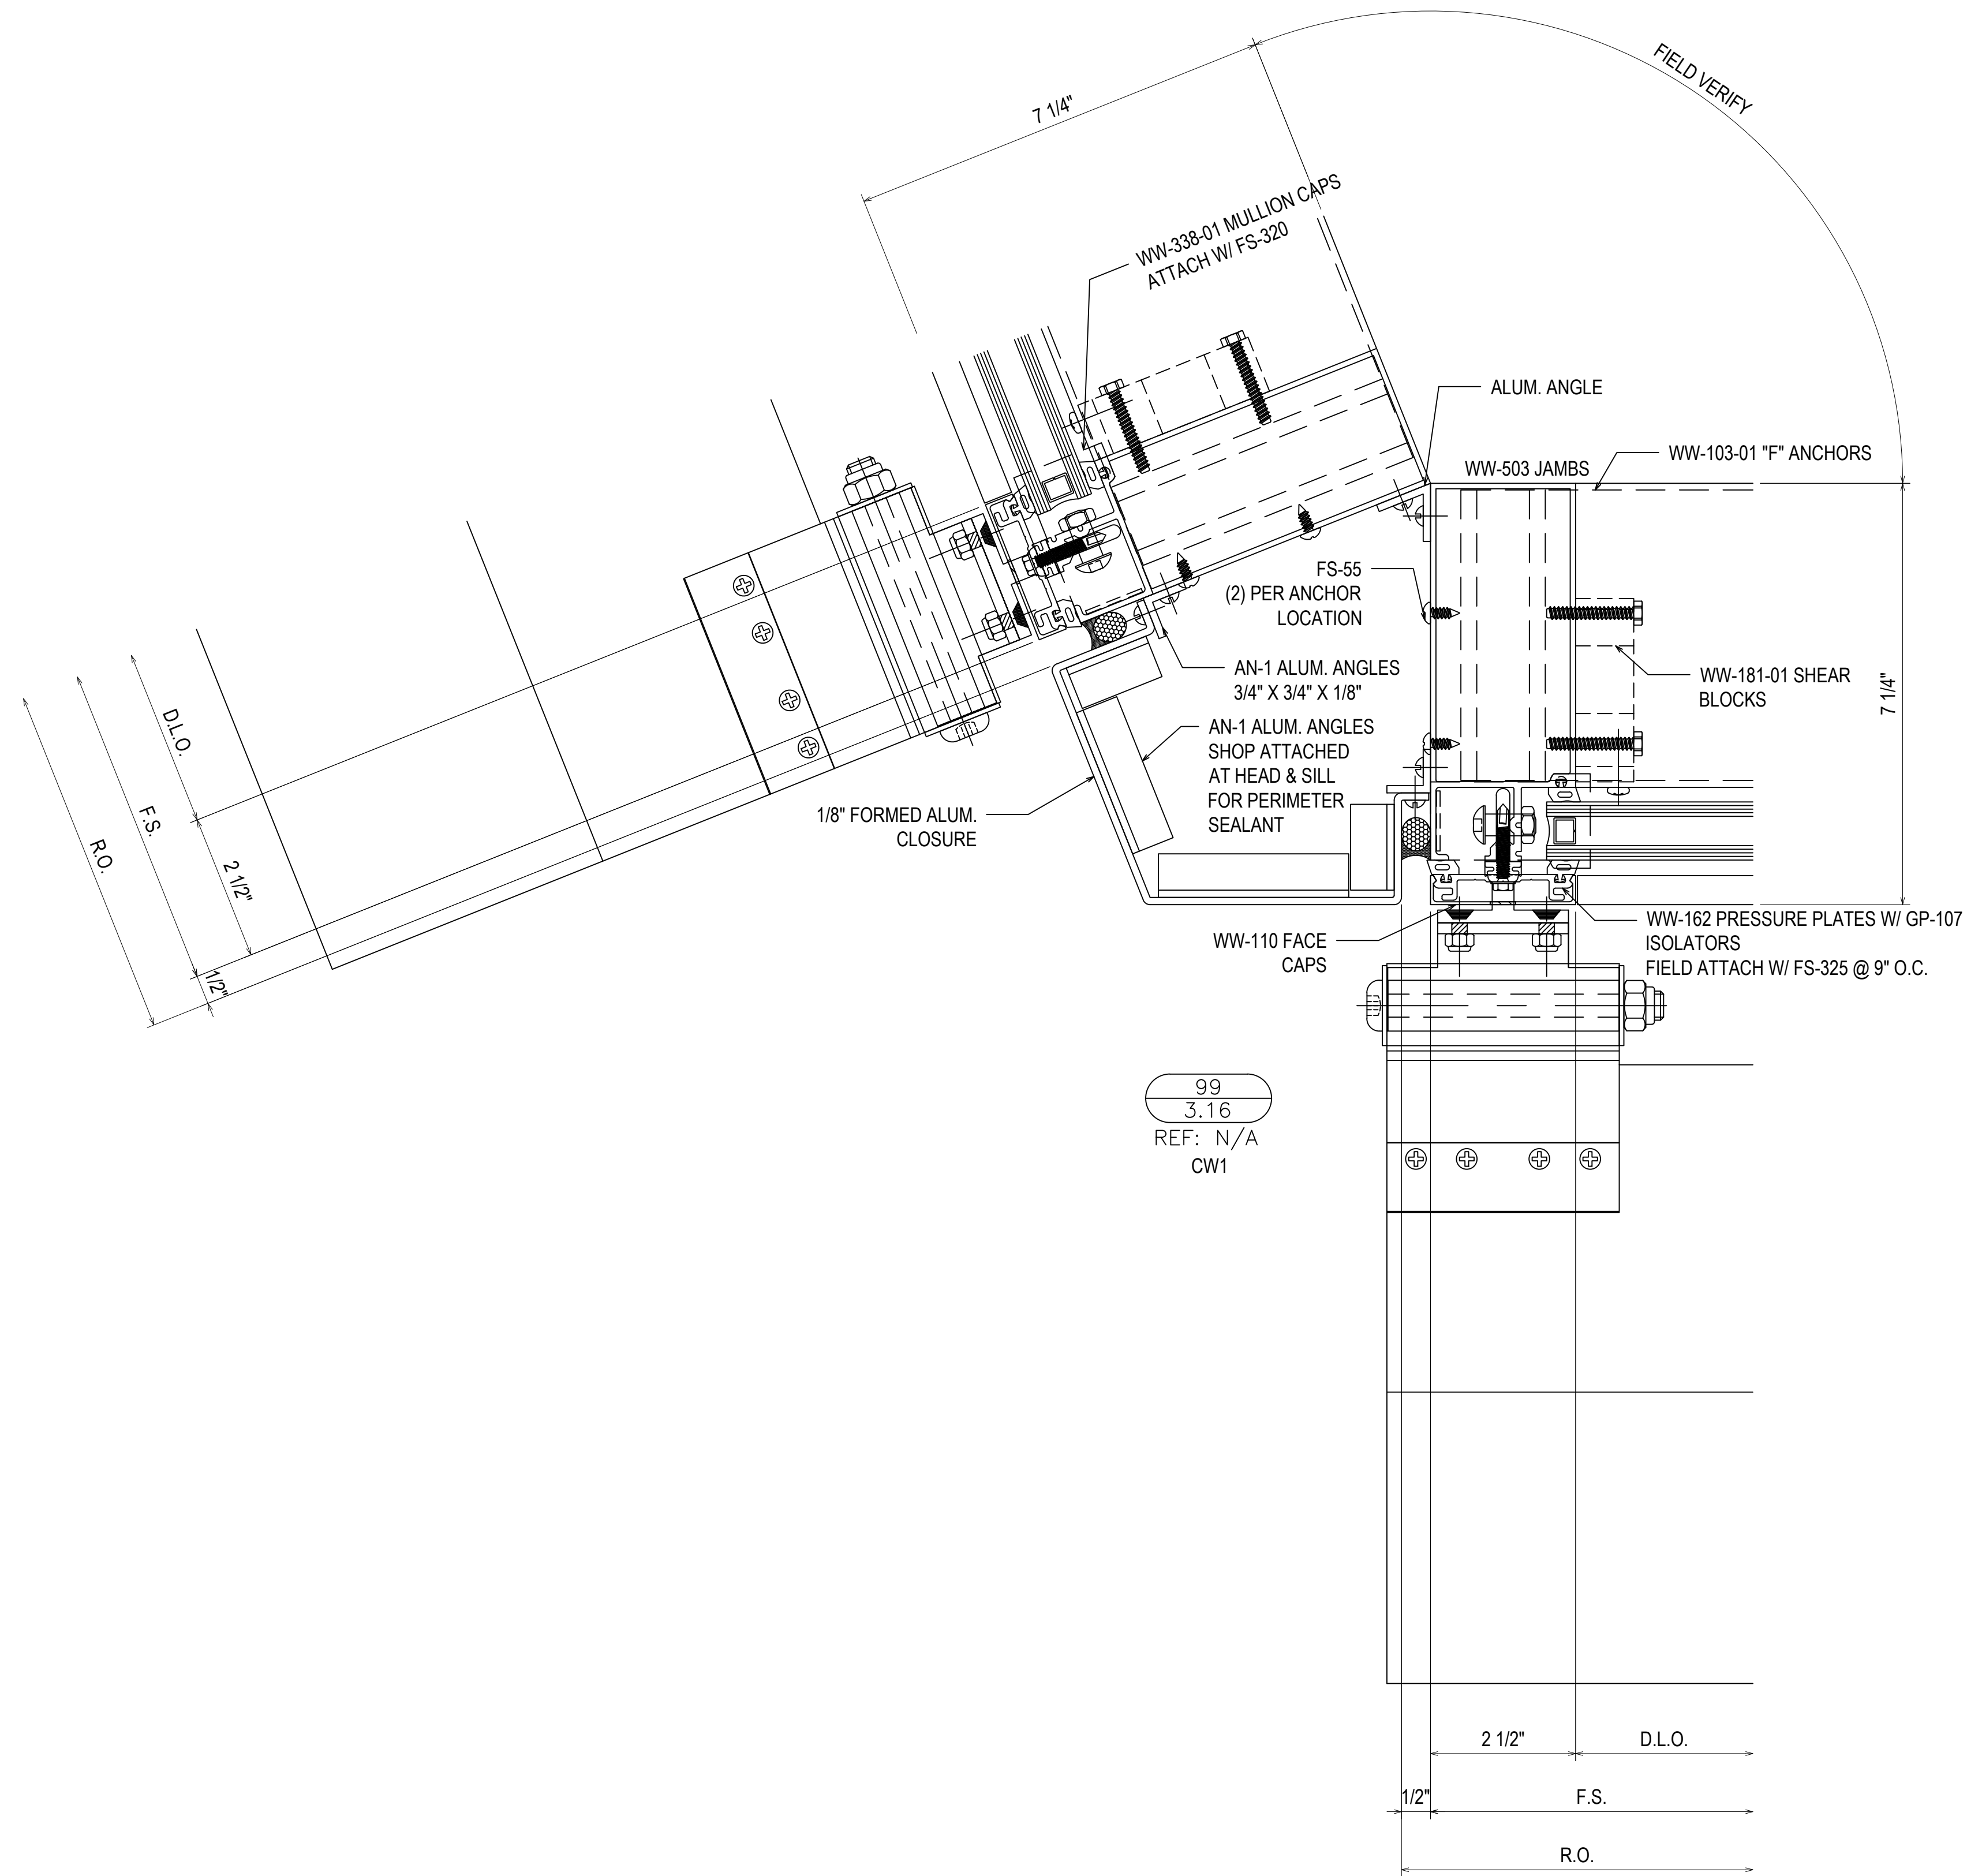 FIELD VERIFY
7 1/4"
WW-338-01 MULLION CAPS
ATTACH W/ FS-320
ALUM. ANGLE
WW-503 JAMBS
WW-103-01 "F" ANCHORS
FS-55
(2) PER ANCHOR
LOCATION
WW-181-01 SHEAR
BLOCKS
7 1/4"
AN-1 ALUM. ANGLES
3/4" X 3/4" X 1/8"
AN-1 ALUM. ANGLES
SHOP ATTACHED
AT HEAD & SILL
FOR PERIMETER
SEALANT
1/8" FORMED ALUM.
CLOSURE
D.L.O.
F.S.
R.O.
2 1/2"
1/2"
WW-110 FACE
CAPS
WW-162 PRESSURE PLATES W/ GP-107
ISOLATORS
FIELD ATTACH W/ FS-325 @ 9" O.C.
99
3.16
REF: N/A
CW1
2 1/2"
D.L.O.
1/2"
F.S.
R.O.